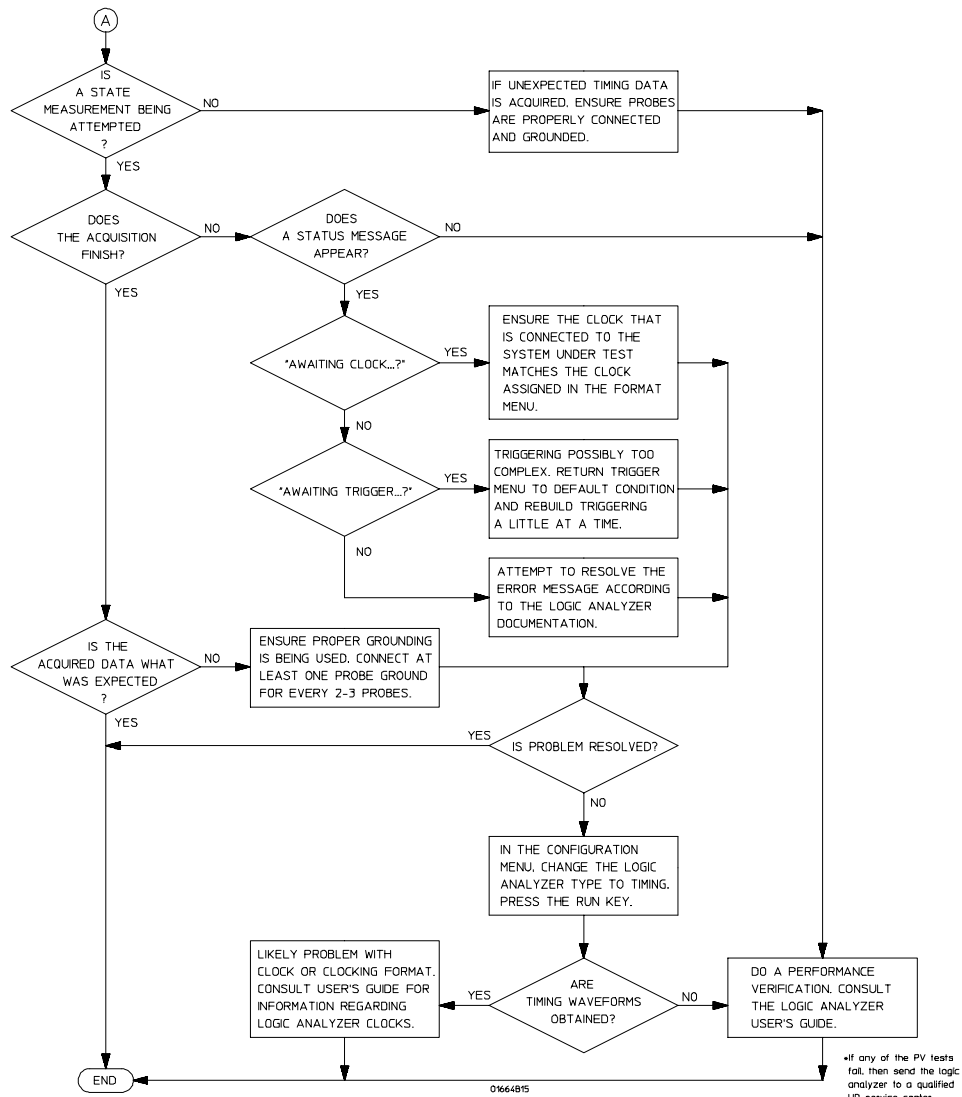 A
IS
A STATE
MEASUREMENT BEING
ATTEMPTED
?
NO
YES
IF UNEXPECTED TIMING DATA
IS ACQUIRED, ENSURE PROBES
ARE PROPERLY CONNECTED
AND GROUNDED.
DOES
THE ACQUISITION
FINISH?
NO
YES
DOES
A STATUS MESSAGE
APPEAR?
NO
YES
"AWAITING CLOCK...?"
YES
NO
ENSURE THE CLOCK THAT
IS CONNECTED TO THE
SYSTEM UNDER TEST
MATCHES THE CLOCK
ASSIGNED IN THE FORMAT
MENU.
"AWAITING TRIGGER...?"
YES
NO
TRIGGERING POSSIBLY TOO
COMPLEX. RETURN TRIGGER
MENU TO DEFAULT CONDITION
AND REBUILD TRIGGERING
A LITTLE AT A TIME.
ATTEMPT TO RESOLVE THE
ERROR MESSAGE ACCORDING
TO THE LOGIC ANALYZER
DOCUMENTATION.
IS THE
ACQUIRED DATA WHAT
WAS EXPECTED
?
NO
YES
ENSURE PROPER GROUNDING
IS BEING USED. CONNECT AT
LEAST ONE PROBE GROUND
FOR EVERY 2-3 PROBES.
IS PROBLEM RESOLVED?
YES
NO
IN THE CONFIGURATION
MENU, CHANGE THE LOGIC
ANALYZER TYPE TO TIMING.
PRESS THE RUN KEY.
ARE
TIMING WAVEFORMS
OBTAINED?
YES
NO
LIKELY PROBLEM WITH
CLOCK OR CLOCKING FORMAT.
CONSULT USER'S GUIDE FOR
INFORMATION REGARDING
LOGIC ANALYZER CLOCKS.
DO A PERFORMANCE
VERIFICATION. CONSULT
THE LOGIC ANALYZER
USER'S GUIDE.
END
01664B15
*If any of the PV tests
fail, then send the logic
analyzer to a qualified
HP service center